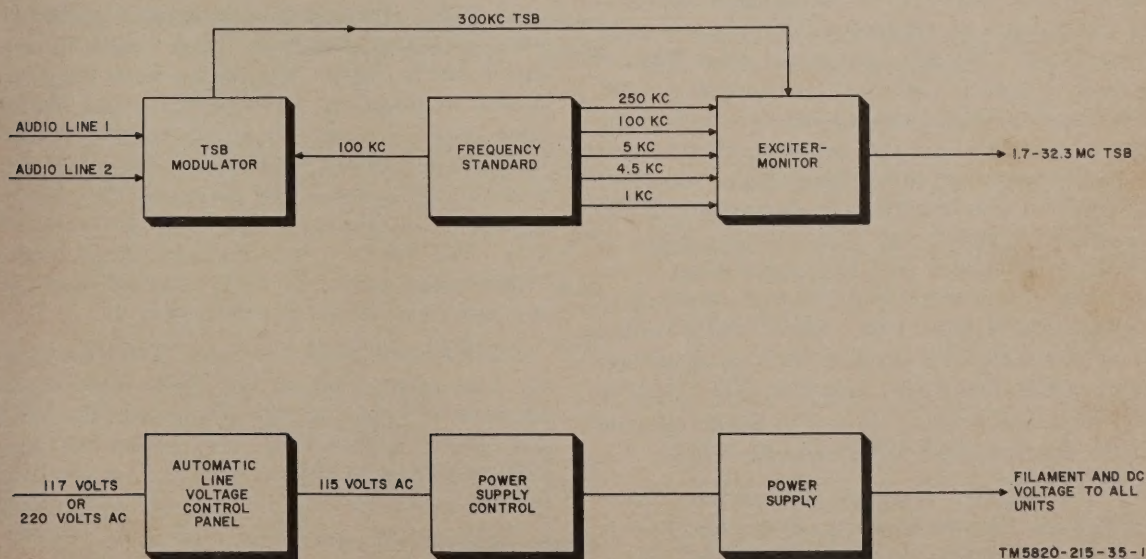 300KC TSB
AUDIO LINE 1
AUDIO LINE 2
TSB
MODULATOR
100 KC
FREQUENCY
STANDARD
250 KC
100 KC
5 KC
4.5 KC
1 KC
EXCITER-
MONITOR
1.7-32.3 MC TSB
117 VOLTS
OR
220 VOLTS AC
AUTOMATIC
LINE
VOLTAGE
CONTROL
PANEL
115 VOLTS AC
POWER
SUPPLY
CONTROL
POWER
SUPPLY
FILAMENT AND DC
VOLTAGE TO ALL
UNITS
TM5820-215-35-1